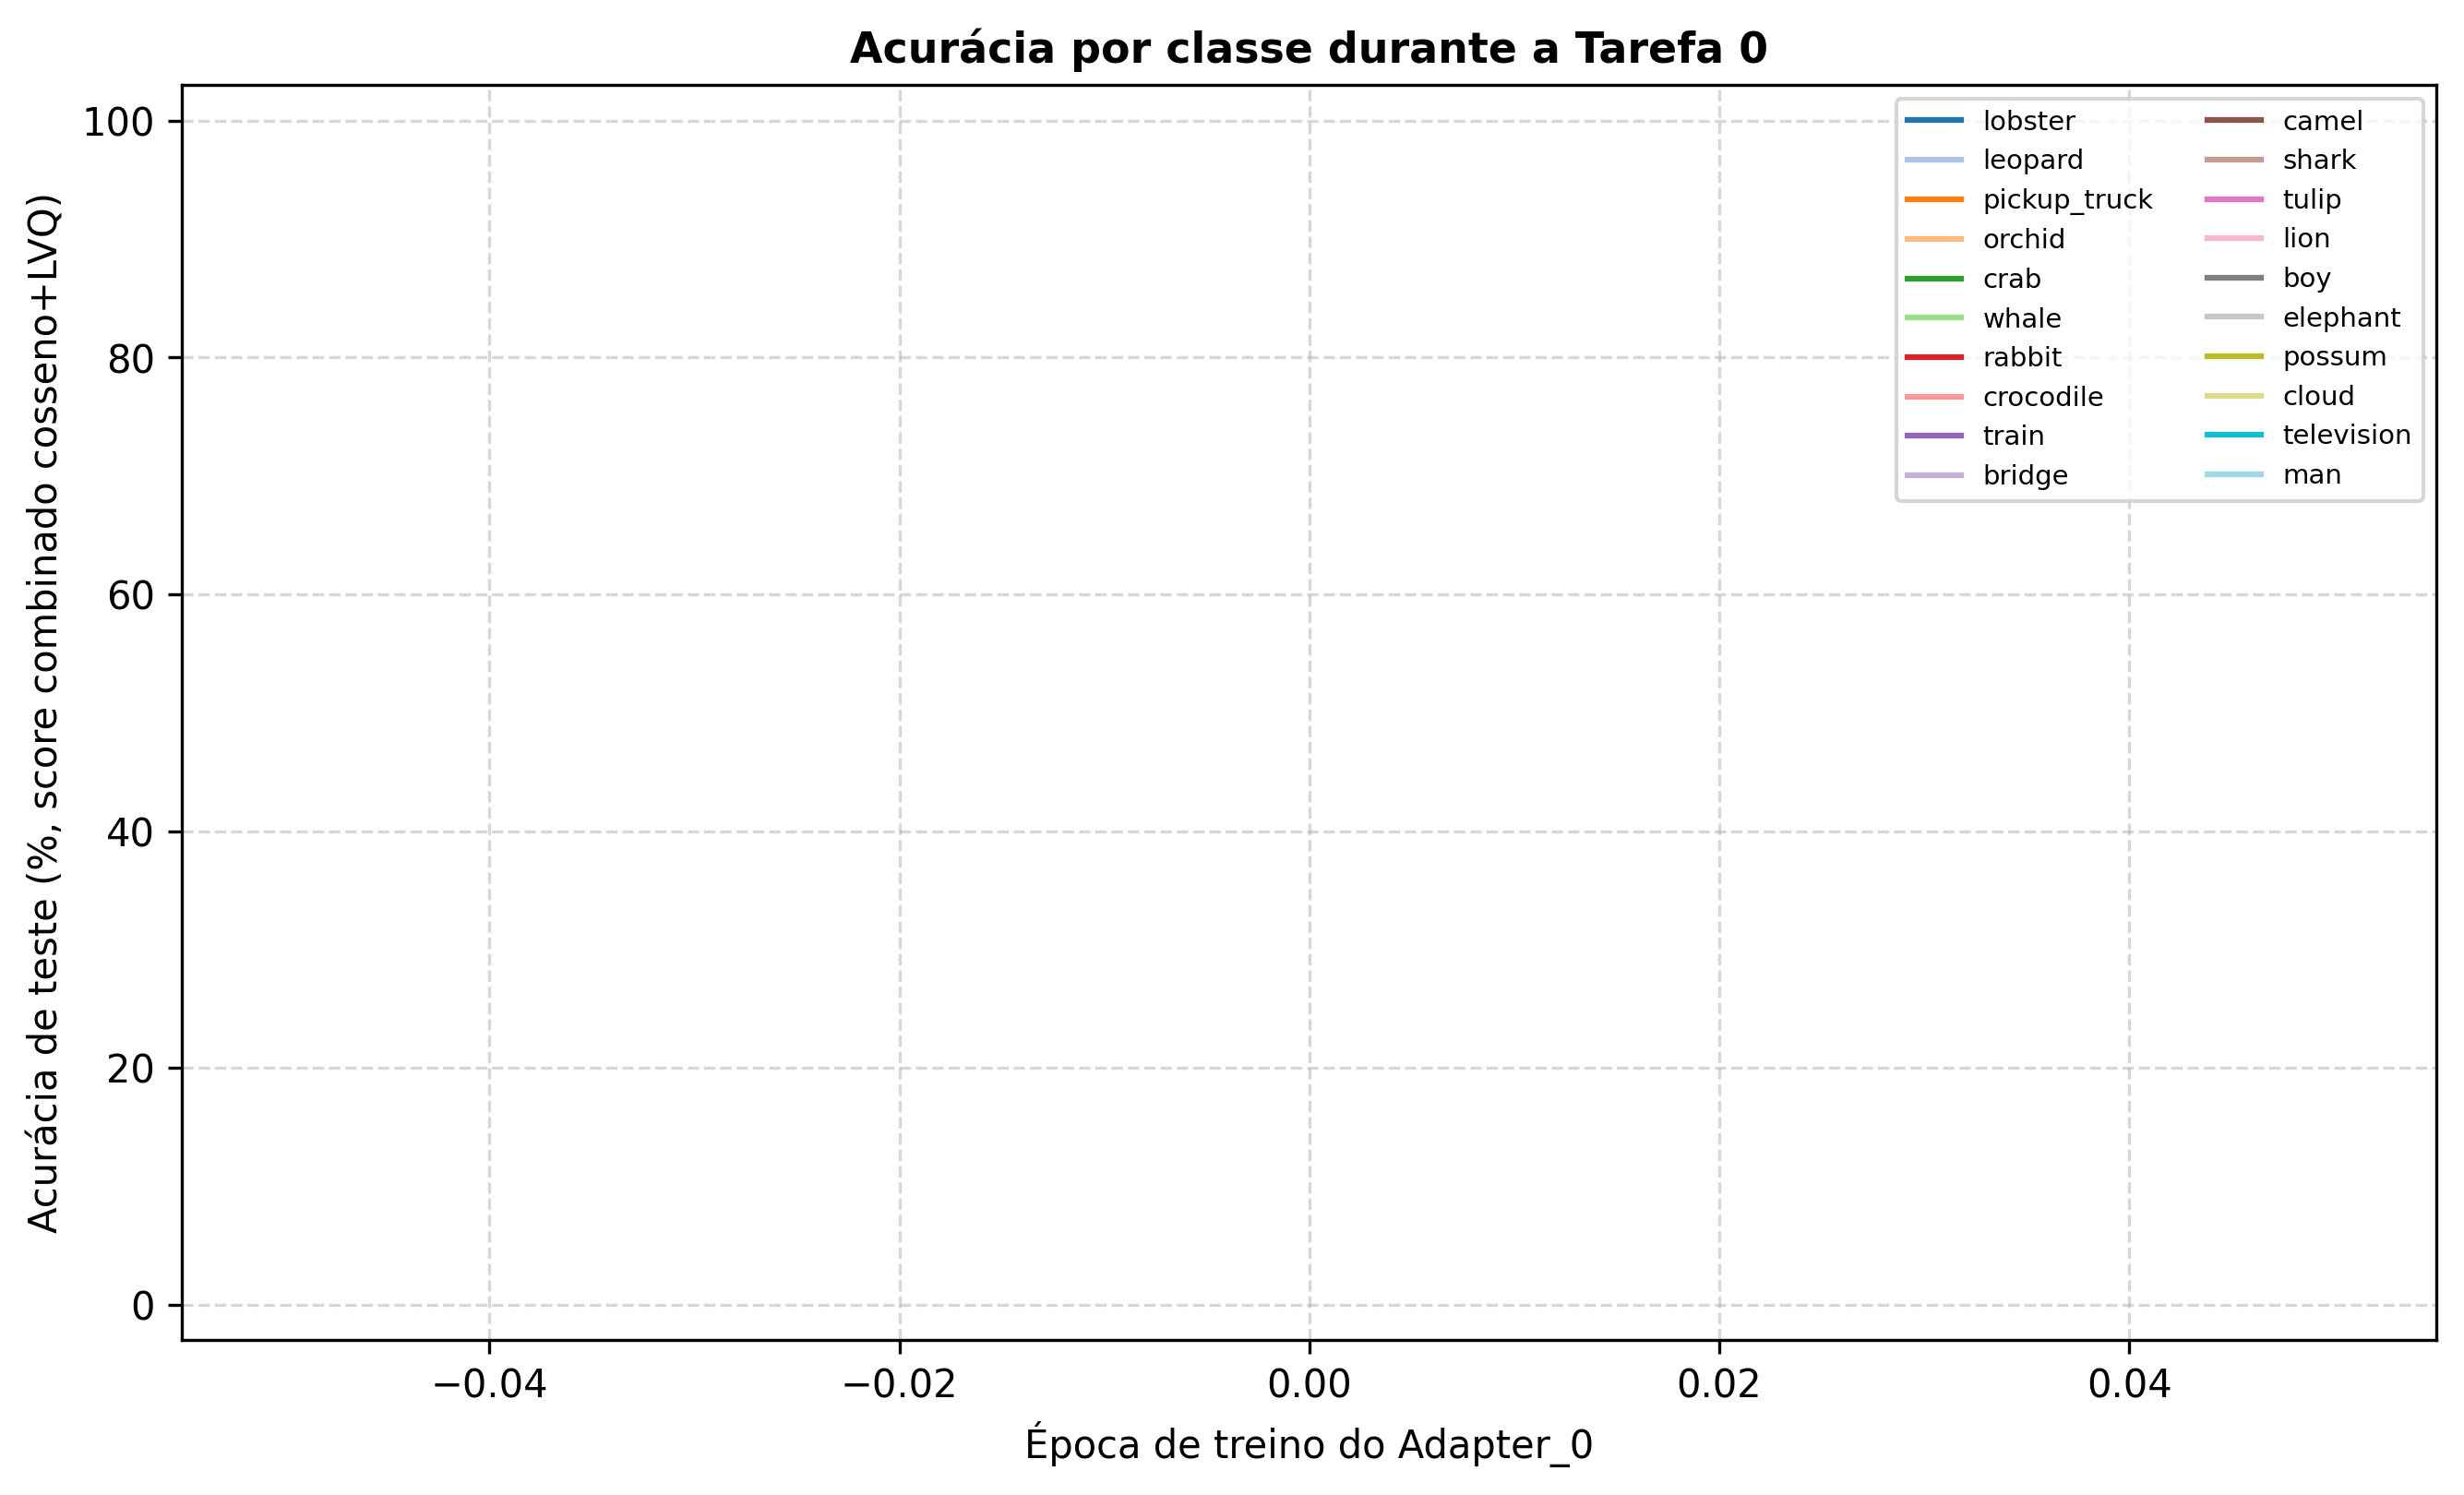 Acurácia por classe durante a Tarefa 0
Acurácia de teste (%, score combinado cosseno+LVQ)
100
80
60
40
20
0
lobster
leopard
pickup_truck
orchid
crab
whale
rabbit
crocodile
train
bridge
camel
shark
tulip
lion
boy
elephant
possum
cloud
television
man
−0.04
−0.02
0.00
0.02
0.04
Época de treino do Adapter_0